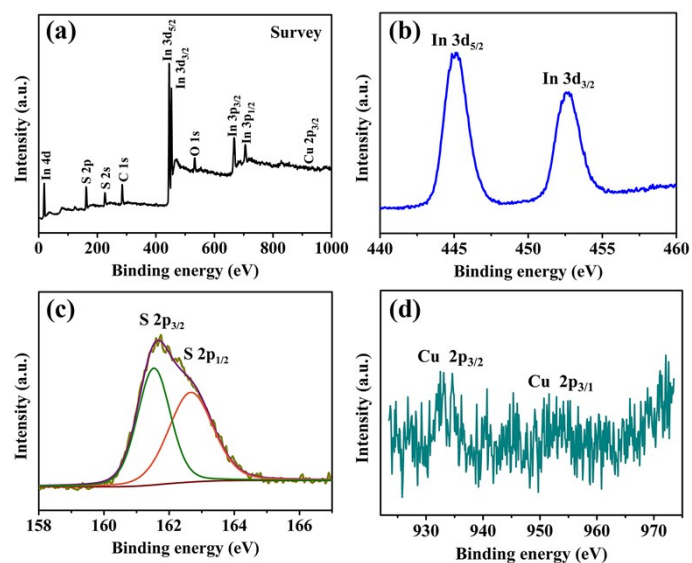 (a)
Survey
In 4d
S 2p
S 2s
C 1s
In 3d5/2
In 3d3/2
O 1s
In 3p3/2
In 3p1/2
Cu 2p3/2
Intensity (a.u.)
0 200 400 600 800 1000
Binding energy (eV)
(b)
In 3d5/2
In 3d3/2
Intensity (a.u.)
440 445 450 455 460
Binding energy (eV)
(c)
S 2p3/2
S 2p1/2
Intensity (a.u.)
158 160 162 164 166
Binding energy (eV)
(d)
Cu 2p3/2
Cu 2p3/1
Intensity (a.u.)
930 940 950 960 970
Binding energy (eV)